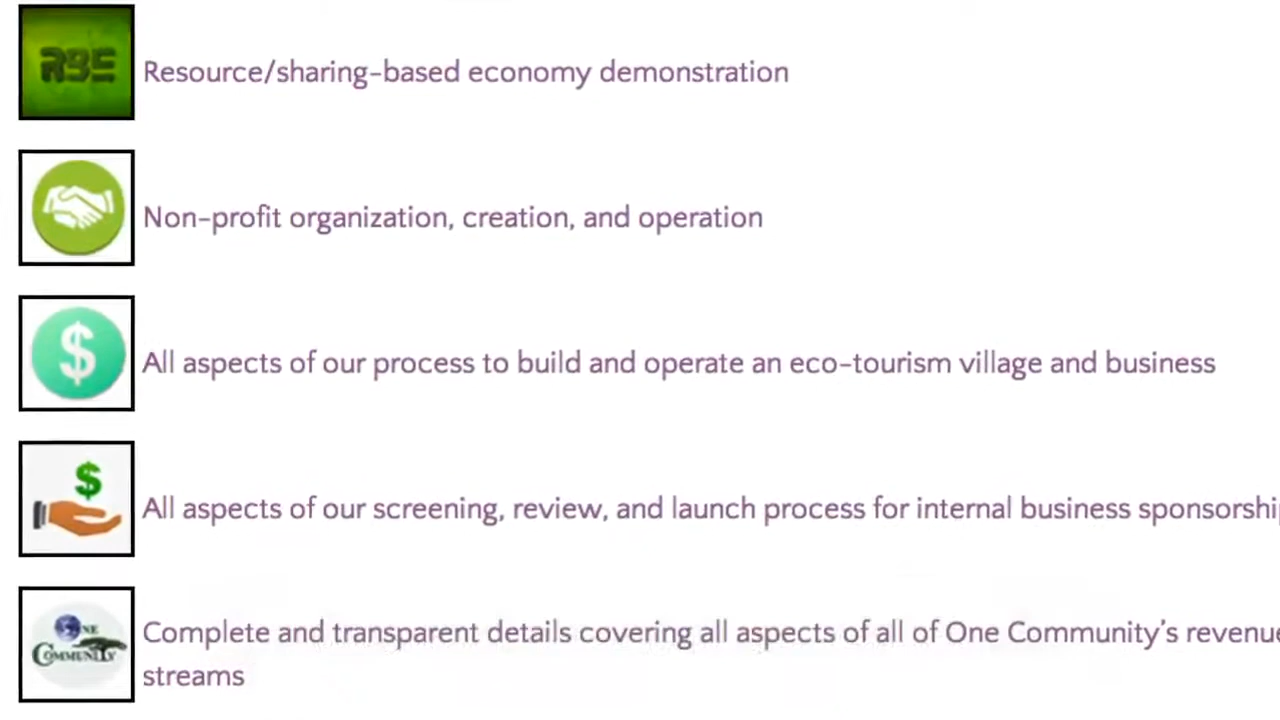 RBE
Resource/sharing-based economy demonstration
Non-profit organization, creation, and operation
$
All aspects of our process to build and operate an eco-tourism village and business
$
All aspects of our screening, review, and launch process for internal business
ONE
COMMUNITY
Complete and transparent details covering all aspects of all of One Community's
streams